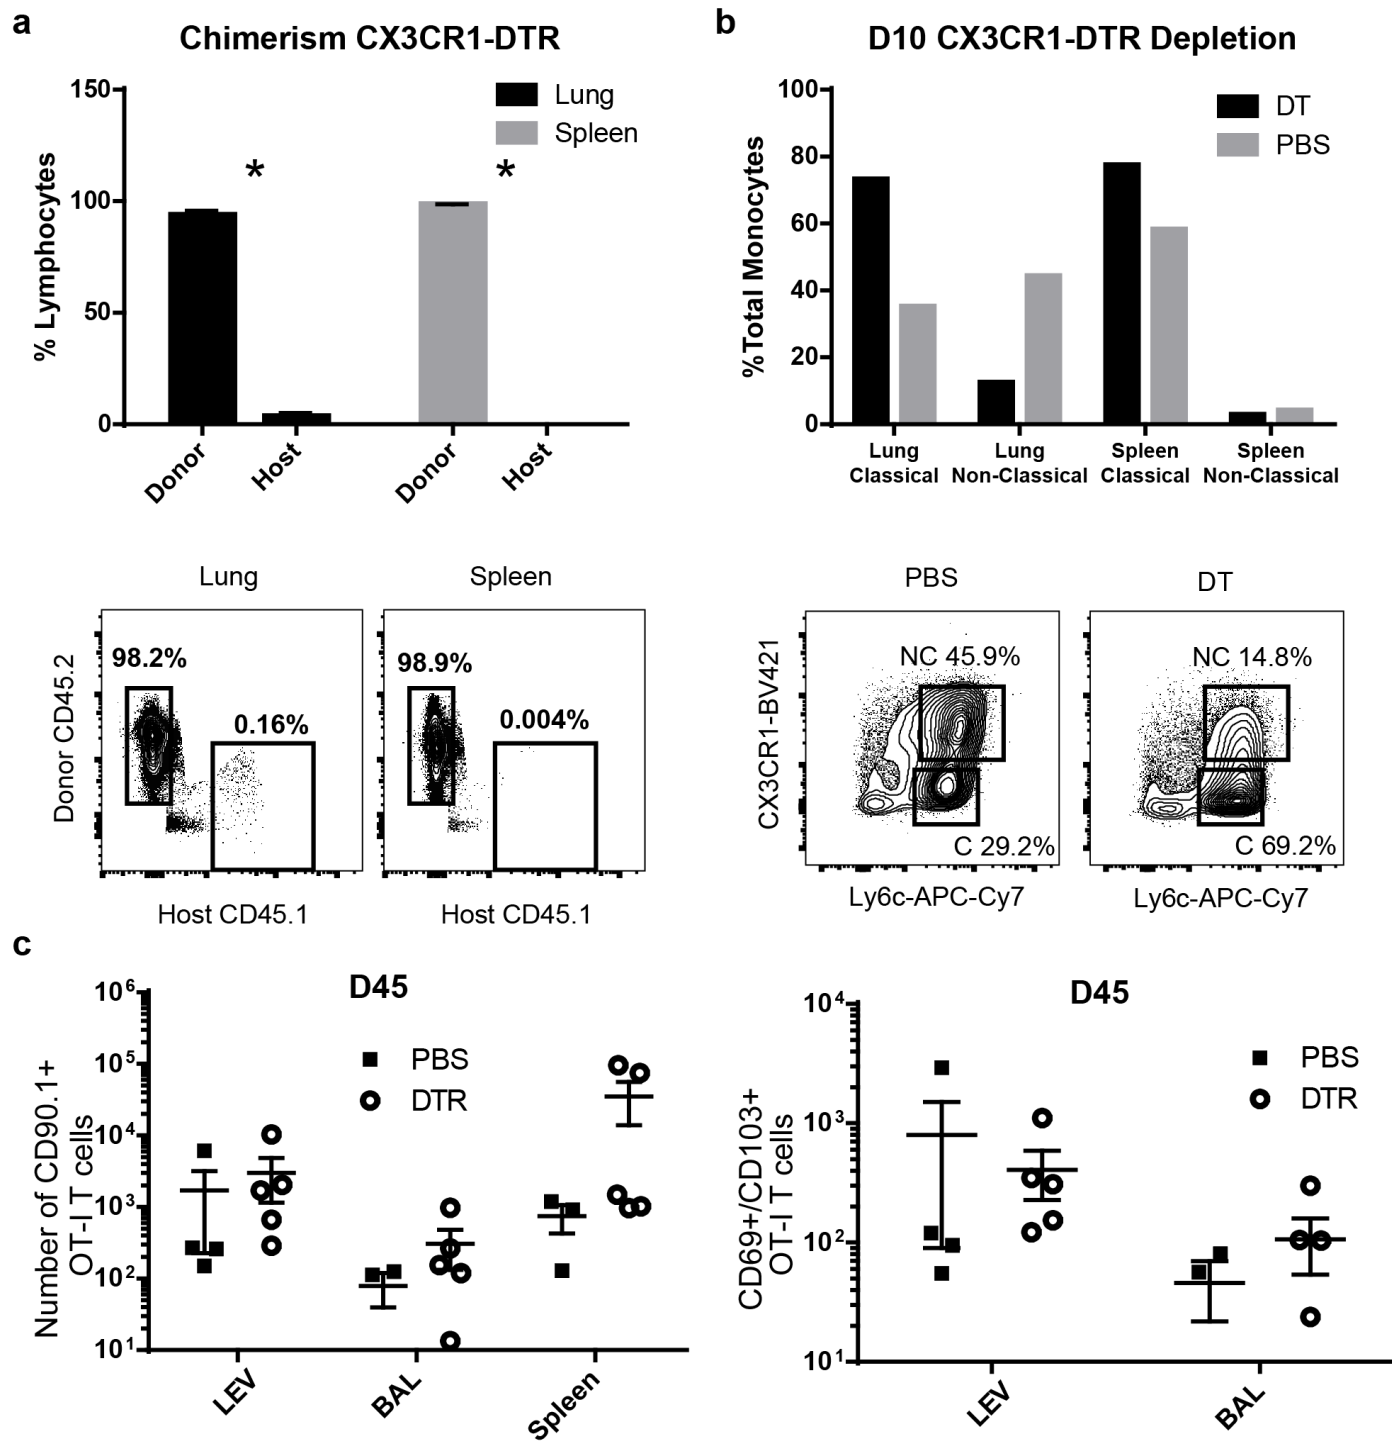 a
Chimerism CX3CR1-DTR
% Lymphocytes
150
100
50
0
Lung
Spleen
*
*
Donor
Host
Donor
Host
Lung
Spleen
Donor CD45.2
98.2%
0.16%
98.9%
0.004%
Host CD45.1
Host CD45.1
b
D10 CX3CR1-DTR Depletion
%Total Monocytes
100
80
60
40
20
0
DT
PBS
Lung
Classical
Lung
Non-Classical
Spleen
Classical
Spleen
Non-Classical
PBS
DT
CX3CR1-BV421
NC 45.9%
C 29.2%
NC 14.8%
C 69.2%
Ly6c-APC-Cy7
Ly6c-APC-Cy7
c
D45
Number of CD90.1+
OT-I T cells
10⁶
10⁵
10⁴
10³
10²
10¹
PBS
DTR
LEV
BAL
Spleen
D45
CD69+/CD103+
OT-I T cells
10⁴
10³
10²
10¹
PBS
DTR
LEV
BAL